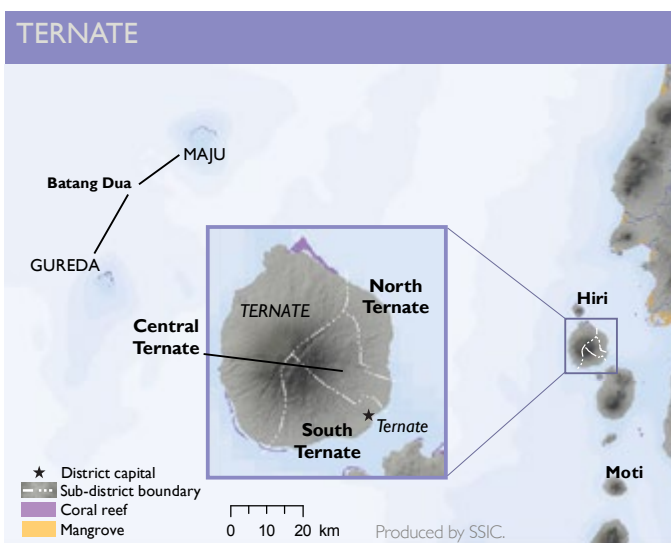 TERNATE
MAJU
Batang Dua
GUREDA
Hiri
North
Ternate
TERNATE
Central
Ternate
South
Ternate
Ternate
Moti
District capital
Sub-district boundary
Coral reef
Mangrove
0 10 20 km
Produced by SSIC.